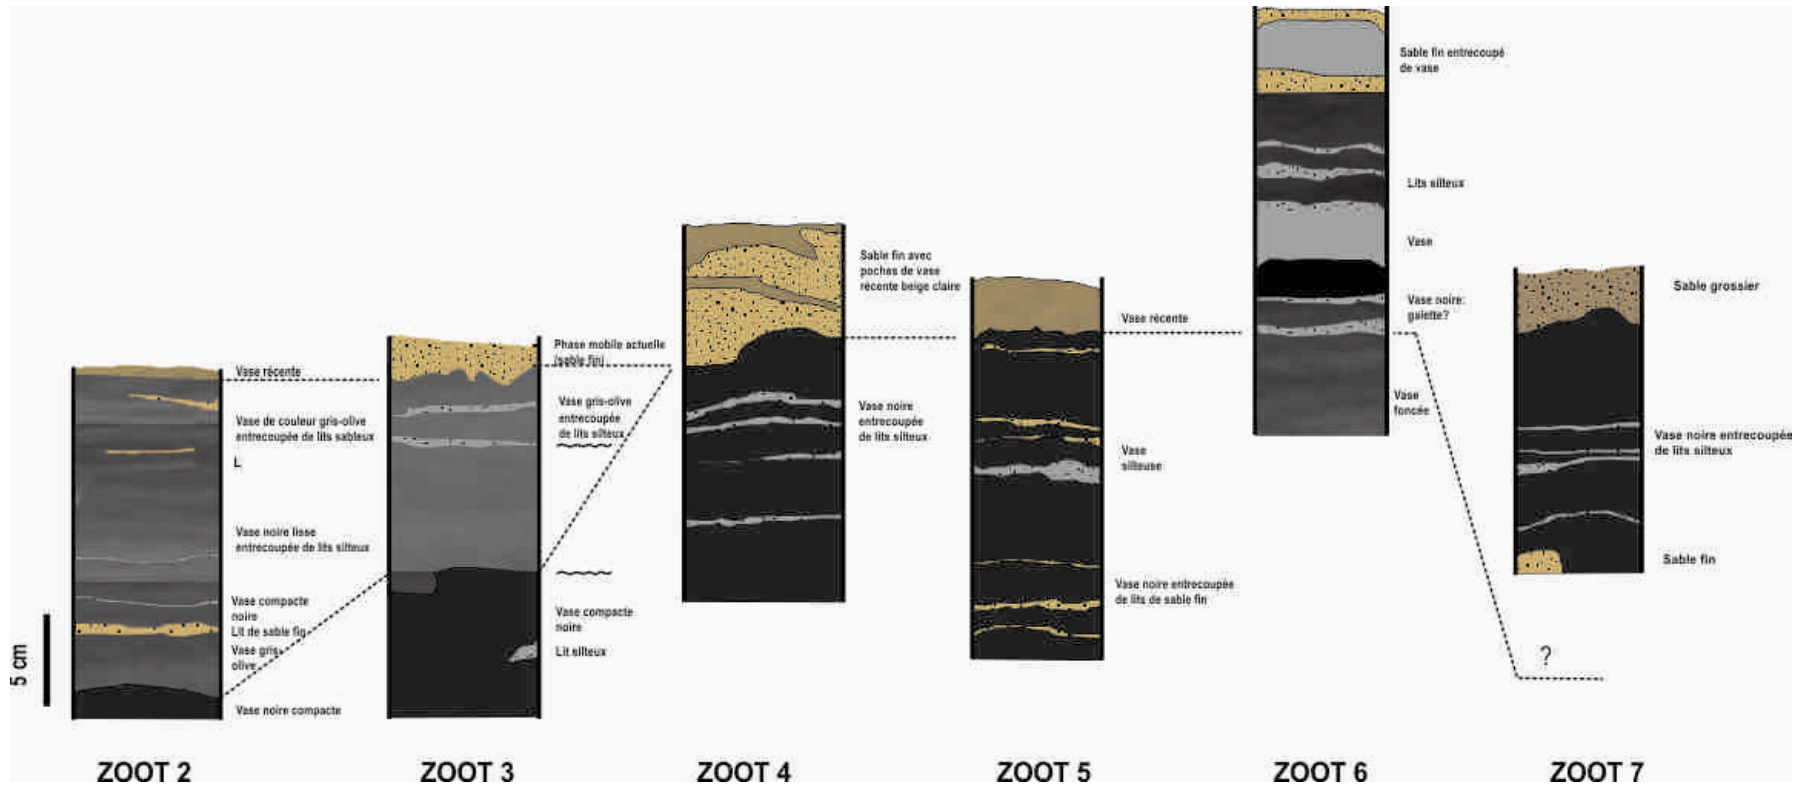 Sable fin entrecoupé
de vase
Lits silteux
Vase
Vase noire:
galette?
Vase
foncée
Sable grossier
Vase noire entrecoupée
de lits silteux
Sable fin
?
Sable fin avec
pochas de vase
récente beige claire
Vase noire
entrecoupée
de lits silteux
Vase récente
Vase
silteuse
Vase noire entrecoupée
de lits de sable fin
Phase mobile actuelle
(sable fin)
Vase gris-olive
entrecoupée
de lits silteux
Vase compacte
noire
Lit silteux
Vase récente
Vase de couleur gris-olive
entrecoupée de lits sableux
L
Vase noire lisse
entrecoupée de lits silteux
Vase compacte
noire
Lit de sable fin
Vase gris-
olive
Vase noire compacte
5 cm
ZOOT 2
ZOOT 3
ZOOT 4
ZOOT 5
ZOOT 6
ZOOT 7